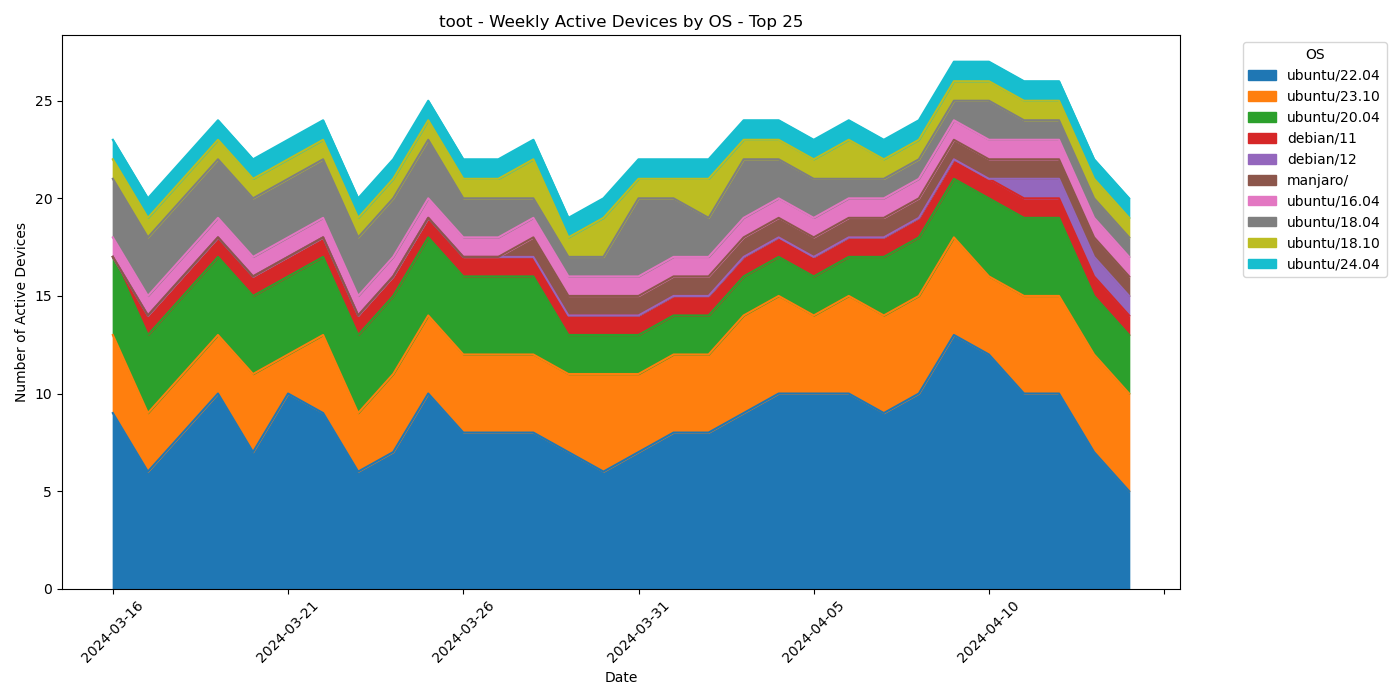 toot - Weekly Active Devices by OS - Top 25
Number of Active Devices
25
20
15
10
5
0
2024-03-16
2024-03-21
2024-03-26
2024-03-31
2024-04-05
2024-04-10
Date
OS
ubuntu/22.04
ubuntu/23.10
ubuntu/20.04
debian/11
debian/12
manjaro/
ubuntu/16.04
ubuntu/18.04
ubuntu/18.10
ubuntu/24.04